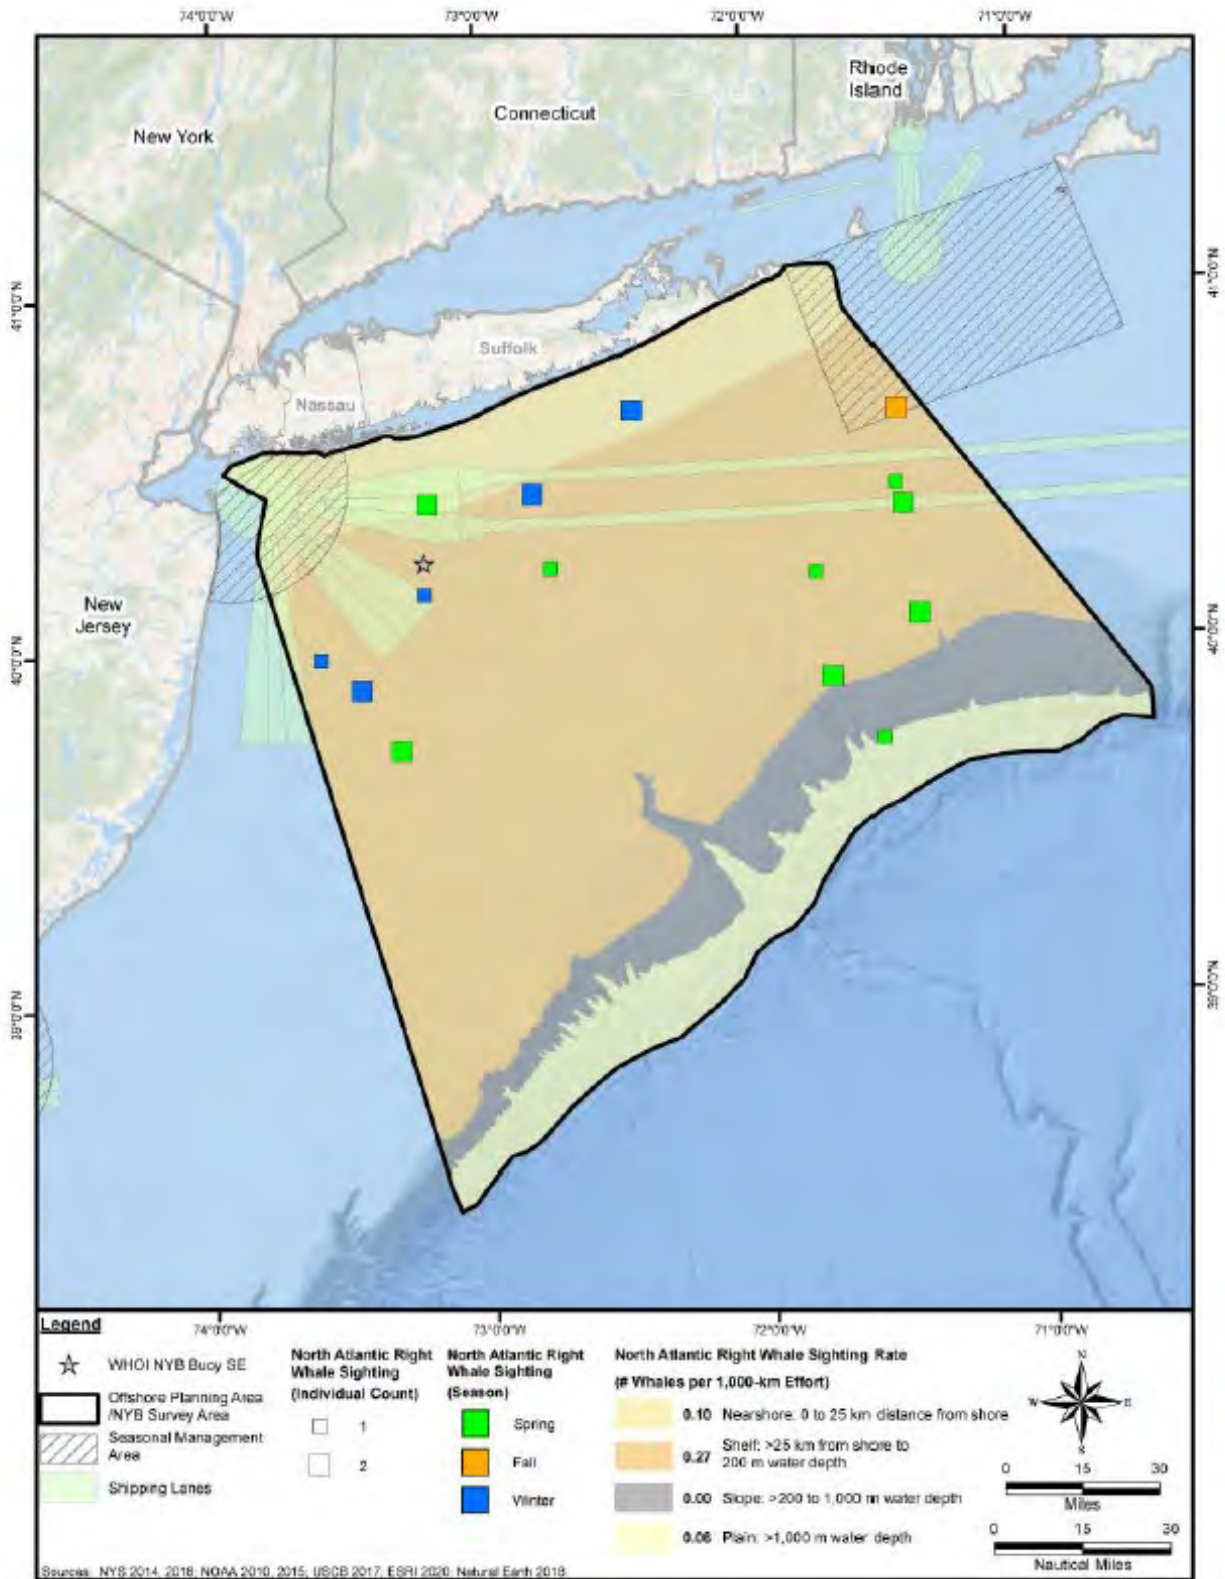 74°0'0"W 73°0'0"W 72°0'0"W 71°0'0"W
Rhode
Island
Connecticut
New York
41°0'0"N
41°0'0"N
Suffolk
Nassau
New
Jersey
40°0'0"N
40°0'0"N
39°0'0"N
39°0'0"N
74°0'0"W 73°0'0"W 72°0'0"W 71°0'0"W
Legend
WHOI NYB Buoy SE
Offshore Planning Area
/NYB Survey Area
Seasonal Management
Area
Shipping Lanes
North Atlantic Right
Whale Sighting
(Individual Count)
1
2
North Atlantic Right
Whale Sighting
(Season)
Spring
Fall
Winter
North Atlantic Right Whale Sighting Rate
(# Whales per 1,000-km Effort)
0.10 Nearshore: 0 to 25 km distance from shore
0.27 Shelf: >25 km from shore to
200 m water depth
0.00 Slope: >200 to 1,000 m water depth
0.06 Plain: >1,000 m water depth
N
W E
S
0 15 30
Miles
0 15 30
Nautical Miles
Sources: NYS 2014, 2016; NOAA 2010, 2015; USCB 2017; ESRI 2020; Natural Earth 2018